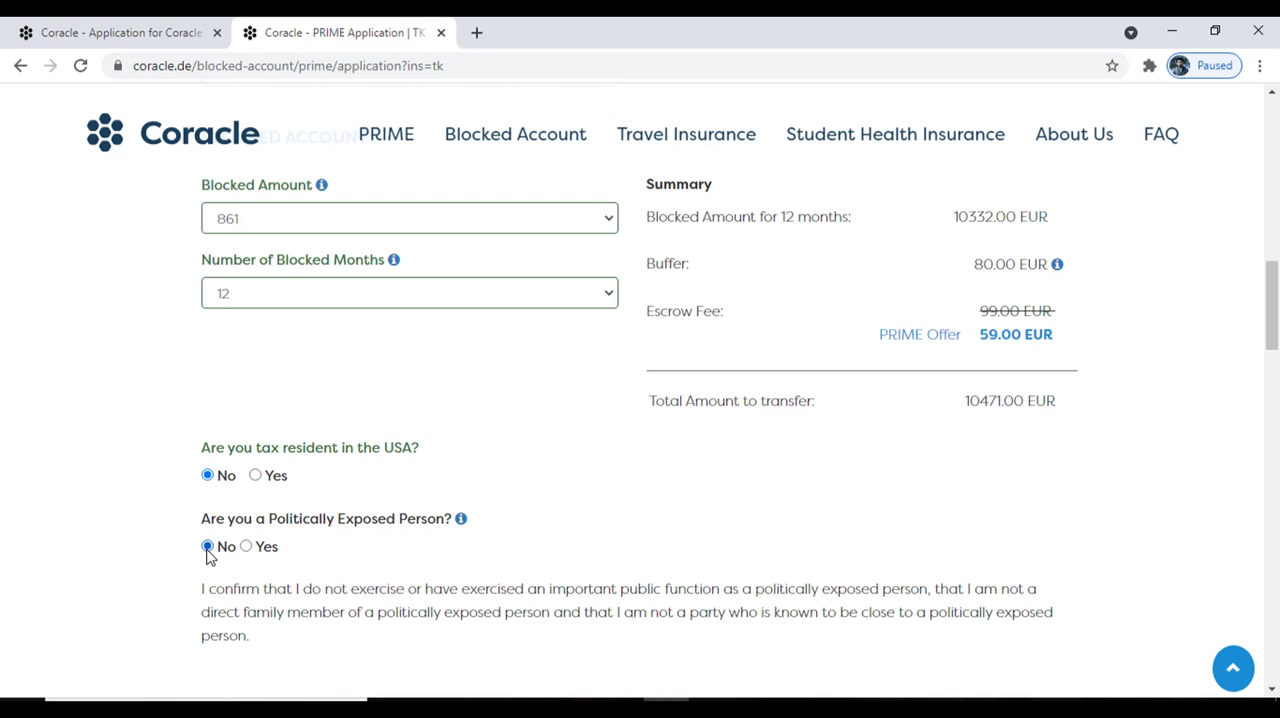 Coracle - Application for Coracle
Coracle - PRIME Application | TK
coracle.de/blocked-account/prime/application?ins=tk
Paused
Coracle
ED ACCOUNT
PRIME
Blocked Account
Travel Insurance
Student Health Insurance
About Us
FAQ
Blocked Amount
861
Number of Blocked Months
12
Summary
Blocked Amount for 12 months: 10332.00 EUR
Buffer: 80.00 EUR
Escrow Fee: 99.00 EUR
PRIME Offer 59.00 EUR
Total Amount to transfer: 10471.00 EUR
Are you tax resident in the USA?
No Yes
Are you a Politically Exposed Person?
No Yes
I confirm that I do not exercise or have exercised an important public function as a politically exposed person, that I am not a
direct family member of a politically exposed person and that I am not a party who is known to be close to a politically exposed
person.